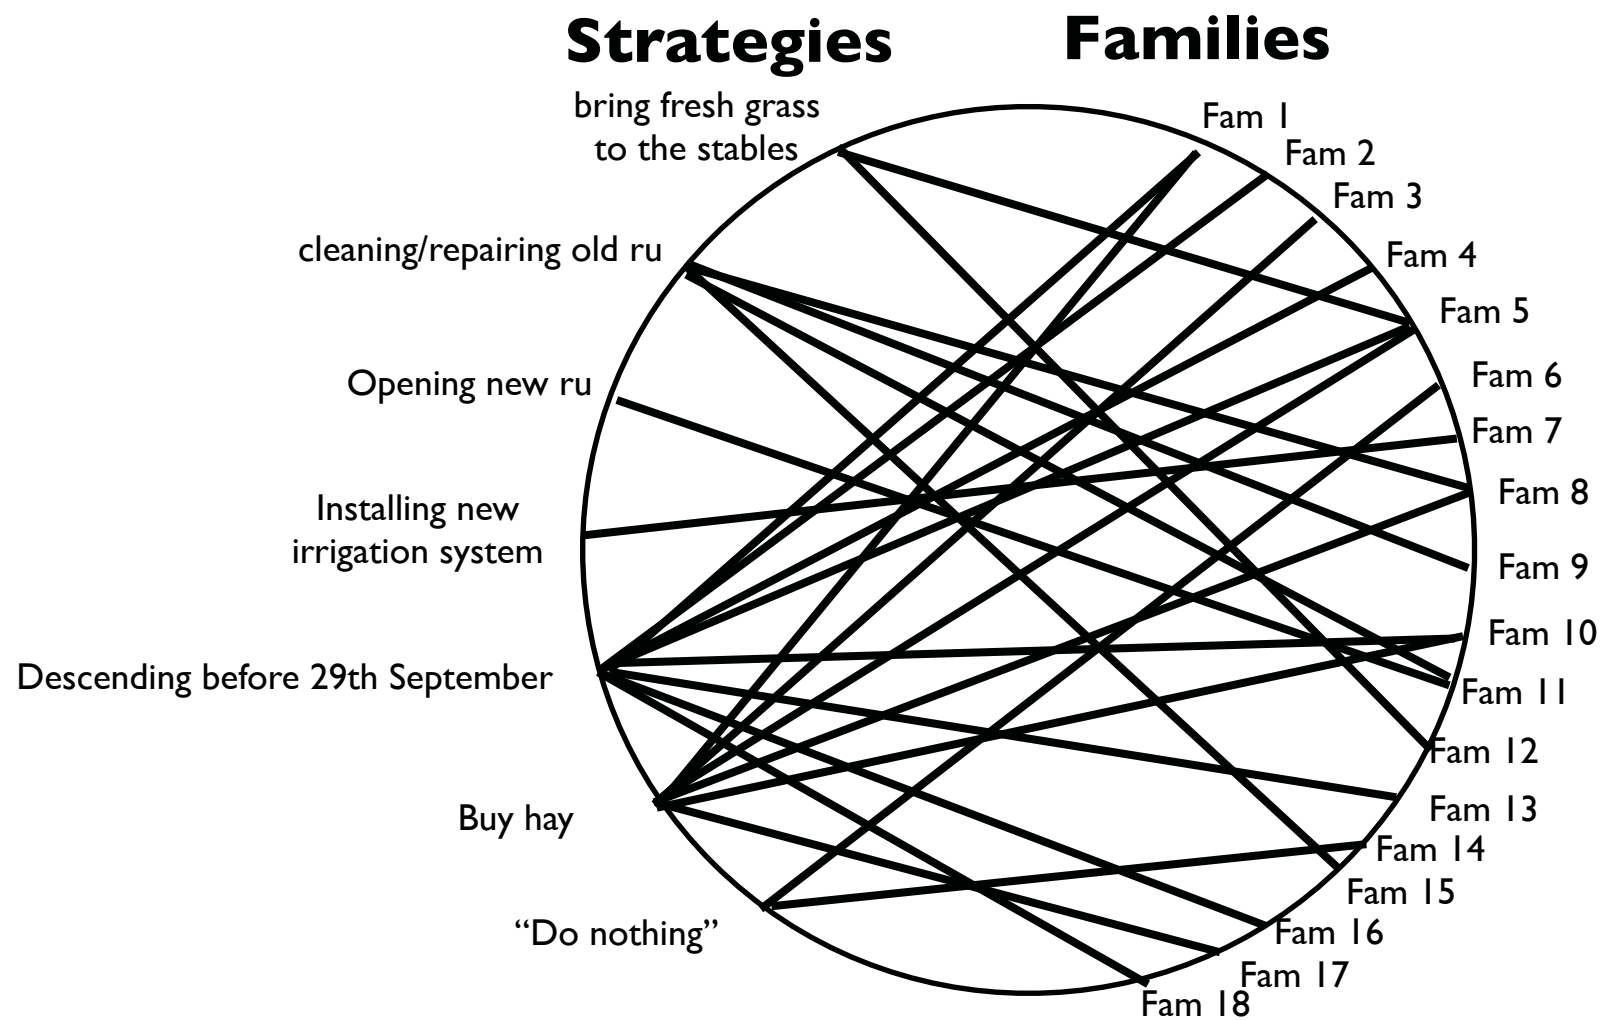 Strategies
Families
bring fresh grass
to the stables
cleaning/repairing old ru
Opening new ru
Installing new
irrigation system
Descending before 29th September
Buy hay
“Do nothing”
Fam 1
Fam 2
Fam 3
Fam 4
Fam 5
Fam 6
Fam 7
Fam 8
Fam 9
Fam 10
Fam 11
Fam 12
Fam 13
Fam 14
Fam 15
Fam 16
Fam 17
Fam 18